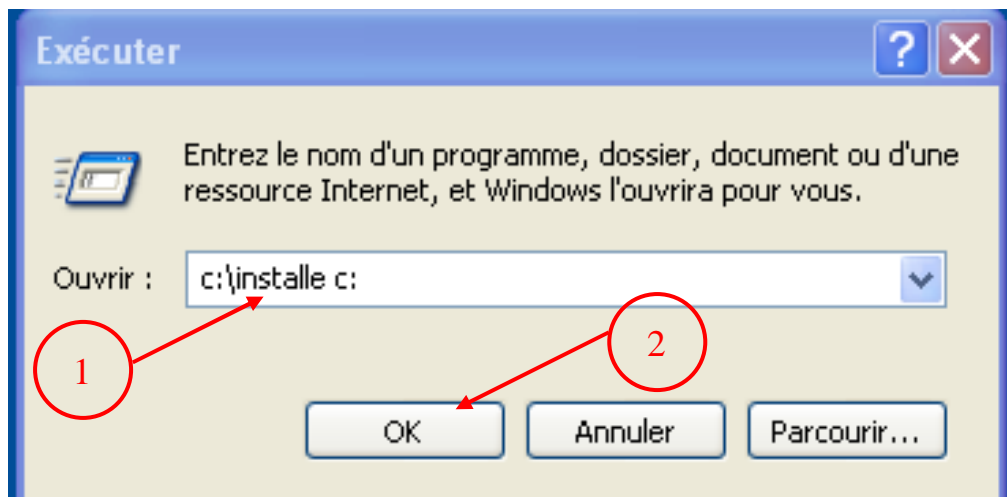 Exécuter
Entrez le nom d'un programme, dossier, document ou d'une
ressource Internet, et Windows l'ouvrira pour vous.
Ouvrir : c:\installe c:
1
2
OK Annuler Parcourir...